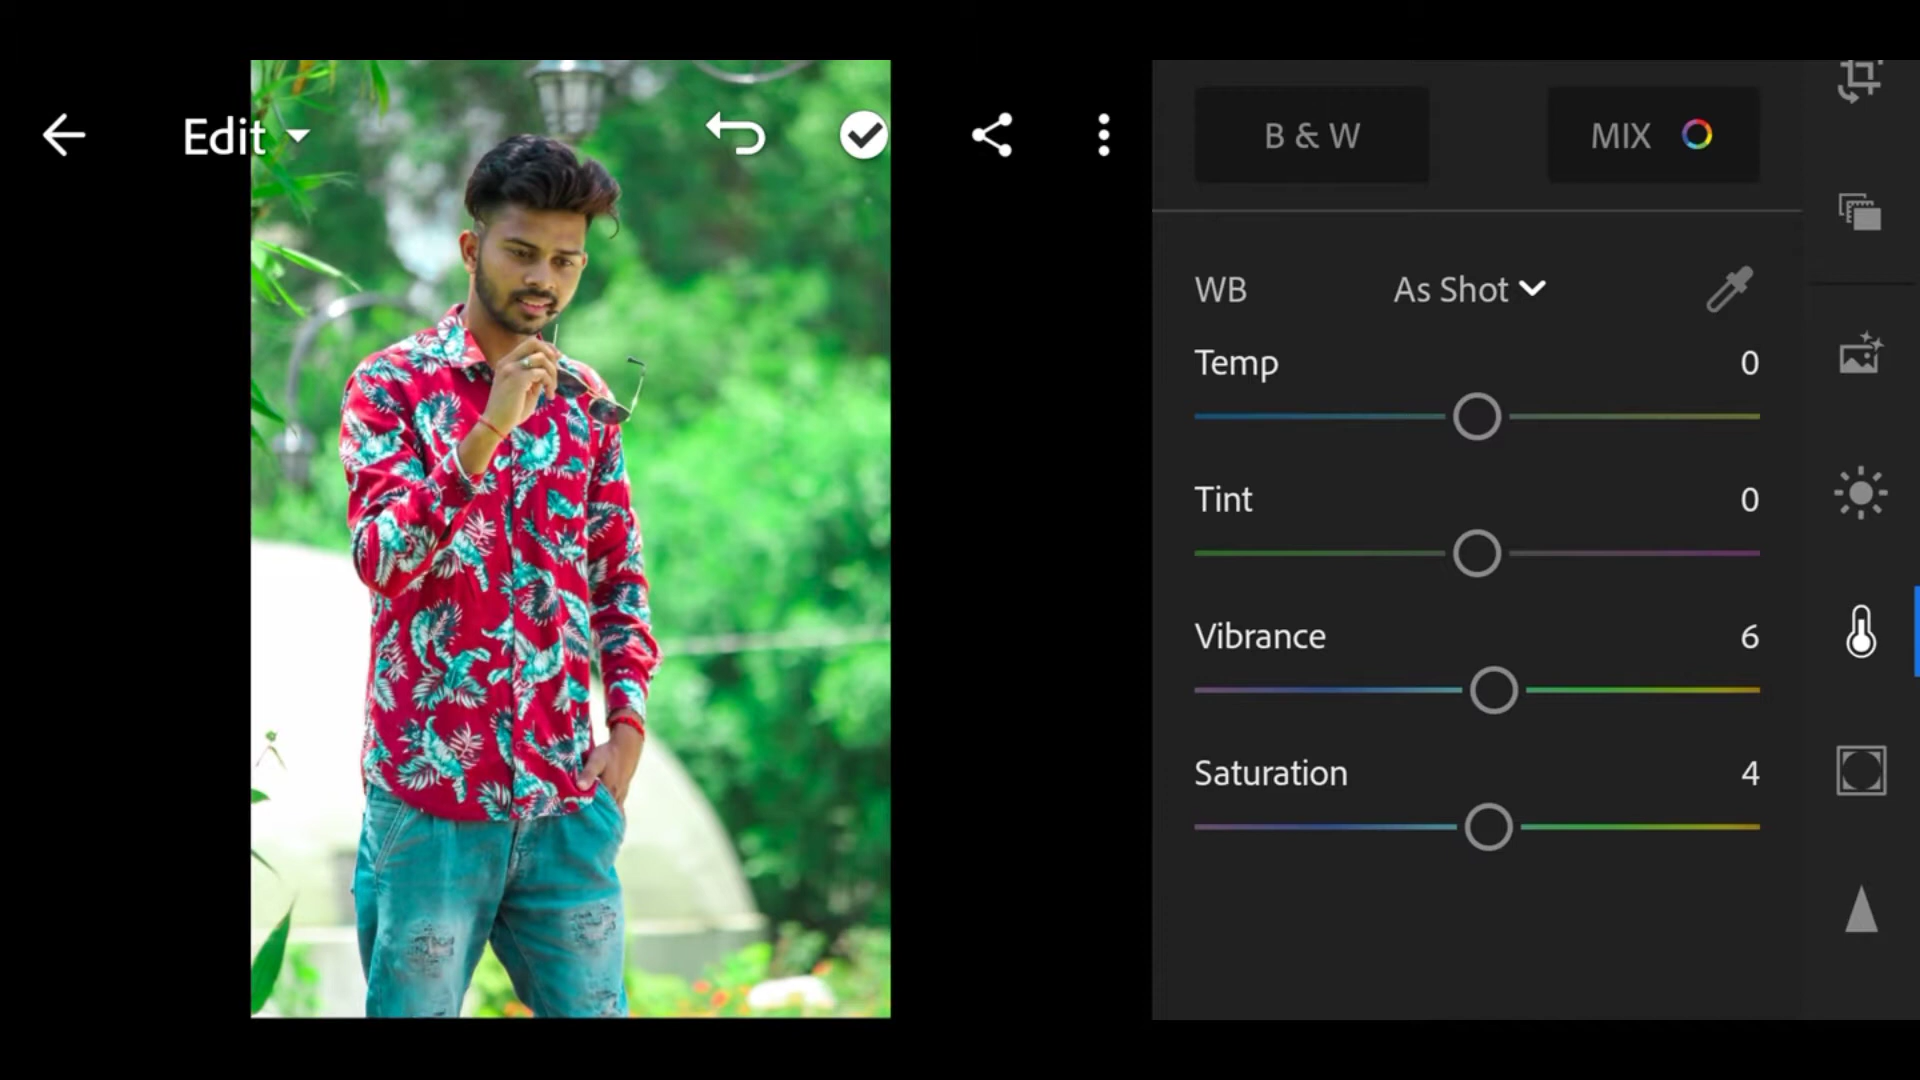 Edit
B & W
MIX
WB
As Shot
Temp
0
Tint
0
Vibrance
6
Saturation
4